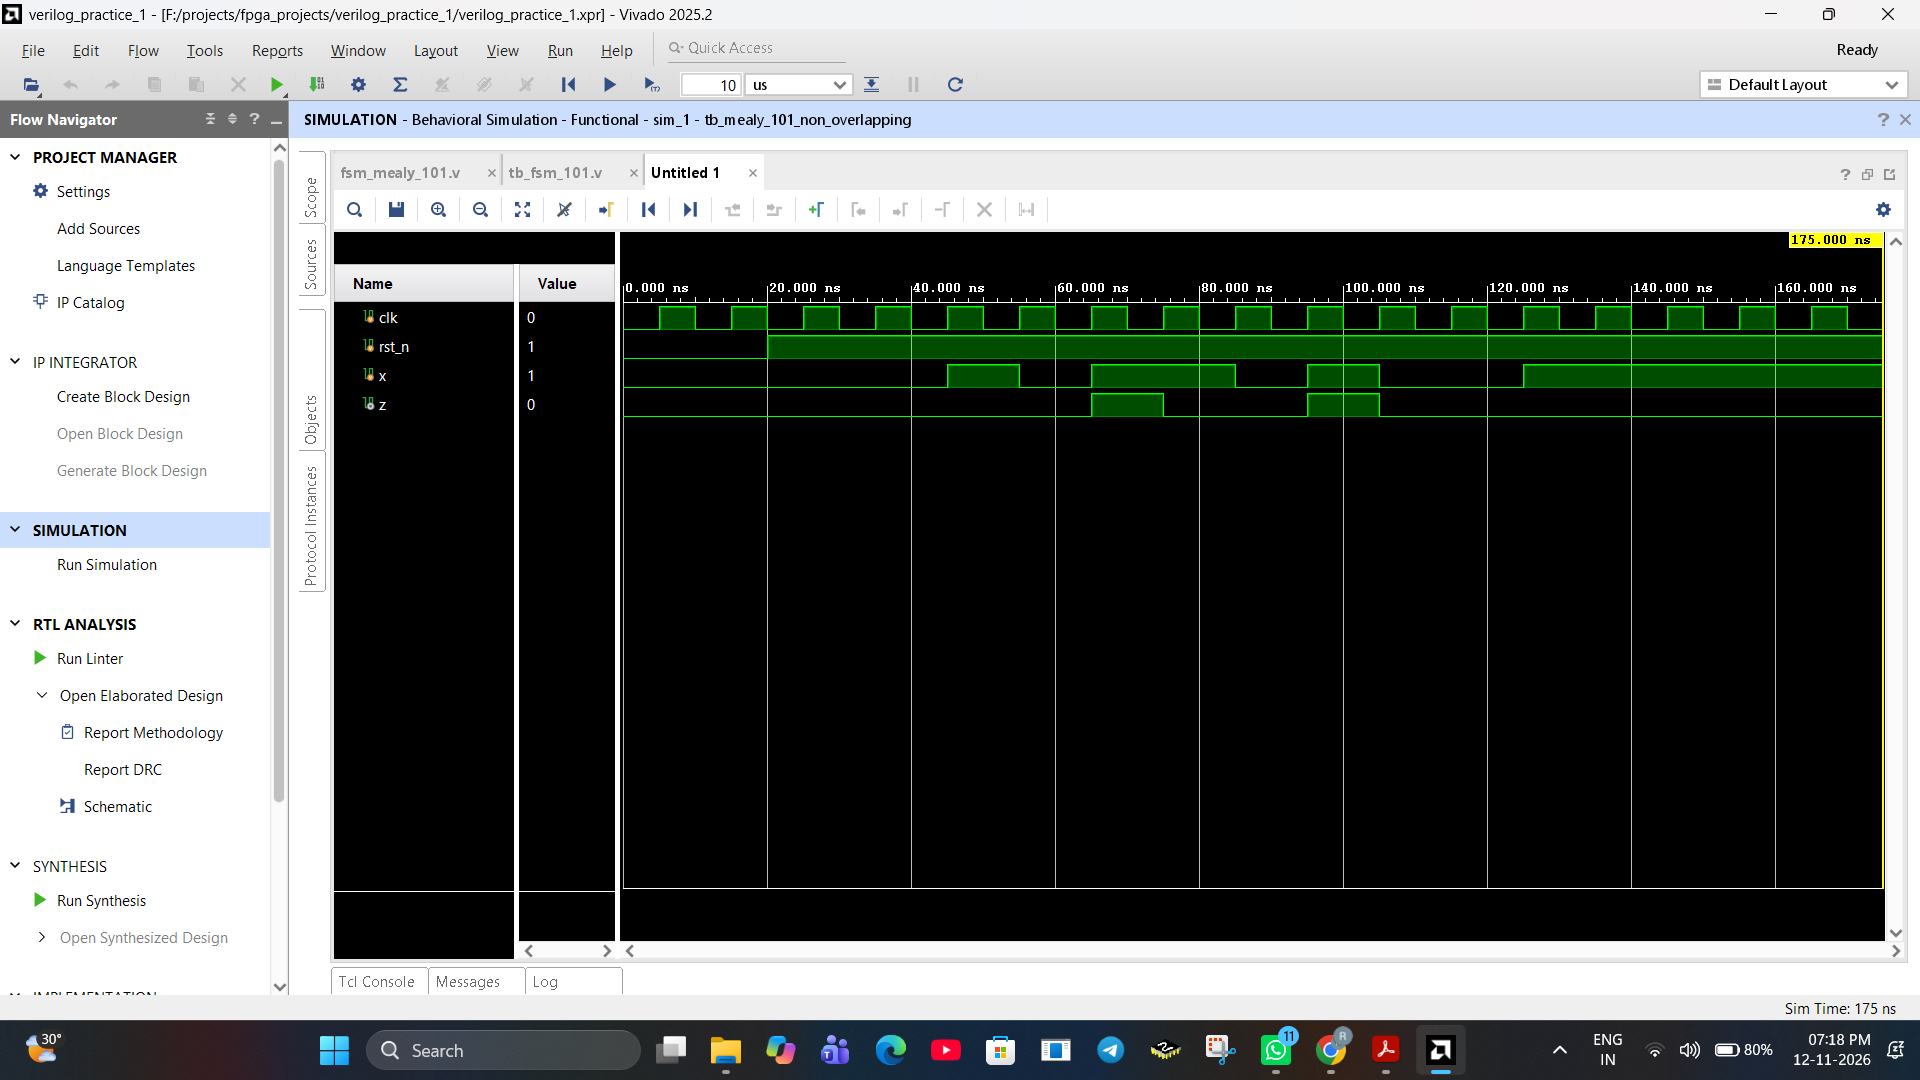 verilog_practice_1 - [F:/projects/fpga_projects/verilog_practice_1/verilog_practice_1.xpr] - Vivado 2025.2
File Edit Flow Tools Reports Window Layout View Run Help Quick Access Ready
10 us Default Layout
Flow Navigator
SIMULATION - Behavioral Simulation - Functional - sim_1 - tb_mealy_101_non_overlapping
PROJECT MANAGER
Settings
Add Sources
Language Templates
IP Catalog
IP INTEGRATOR
Create Block Design
Open Block Design
Generate Block Design
SIMULATION
Run Simulation
RTL ANALYSIS
Run Linter
Open Elaborated Design
Report Methodology
Report DRC
Schematic
SYNTHESIS
Run Synthesis
Open Synthesized Design
IMPLEMENTATION
Scope
Sources
Objects
Protocol Instances
fsm_mealy_101.v tb_fsm_101.v Untitled 1
175.000 ns
Name Value
0.000 ns 20.000 ns 40.000 ns 60.000 ns 80.000 ns 100.000 ns 120.000 ns 140.000 ns 160.000 ns
clk 0
rst_n 1
x 1
z 0
Tcl Console Messages Log
Sim Time: 175 ns
30°
Search
11
R
ENG
IN
80%
07:18 PM
12-11-2026